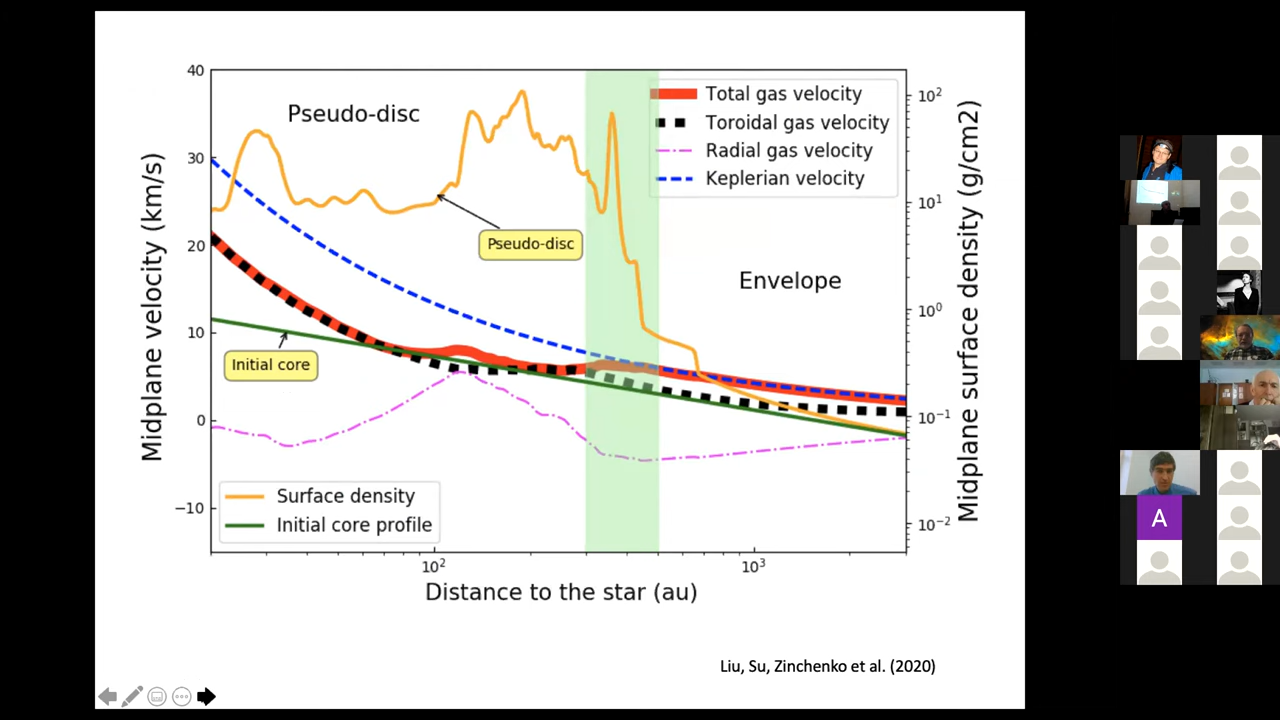 40
30
20
10
0
−10
Midplane velocity (km/s)
Pseudo-disc
Total gas velocity
Toroidal gas velocity
Radial gas velocity
Keplerian velocity
Pseudo-disc
Envelope
Initial core
Surface density
Initial core profile
10²
10¹
10⁰
10⁻¹
10⁻²
Midplane surface density (g/cm2)
10²
10³
Distance to the star (au)
Liu, Su, Zinchenko et al. (2020)
A